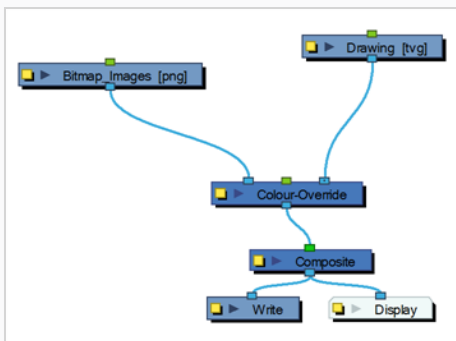 Drawing [tvg]
Bitmap_Images [png]
Colour-Override
Composite
Write
Display